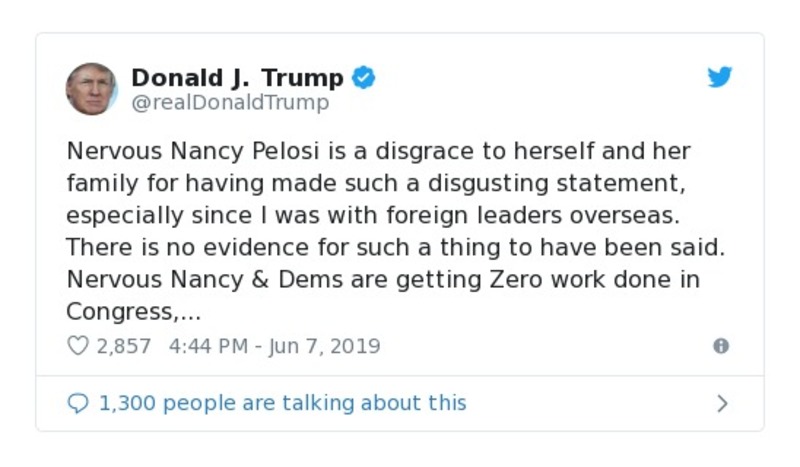 Donald J. Trump
@realDonaldTrump
Nervous Nancy Pelosi is a disgrace to herself and her
family for having made such a disgusting statement,
especially since I was with foreign leaders overseas.
There is no evidence for such a thing to have been said.
Nervous Nancy & Dems are getting Zero work done in
Congress,...
2,857 4:44 PM - Jun 7, 2019
1,300 people are talking about this